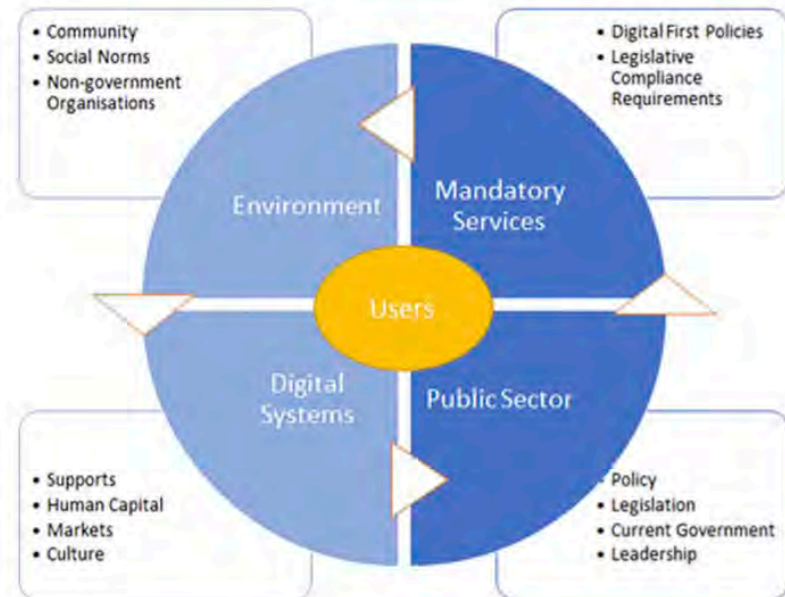 • Community
• Social Norms
• Non-government
Organisations
• Digital First Policies
• Legislative
Compliance
Requirements
Environment
Mandatory
Services
Users
Digital
Systems
Public Sector
• Supports
• Human Capital
• Markets
• Culture
• Policy
• Legislation
• Current Government
• Leadership